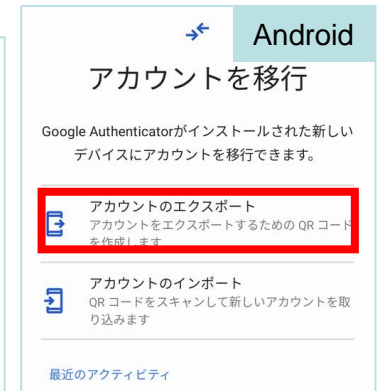 Android
アカウントを移行
Google Authenticatorがインストールされた新しい
デバイスにアカウントを移行できます。
アカウントのエクスポート
アカウントをエクスポートするための QR コード
を作成します
アカウントのインポート
QR コードをスキャンして新しいアカウントを取
り込みます
最近のアクティビティ